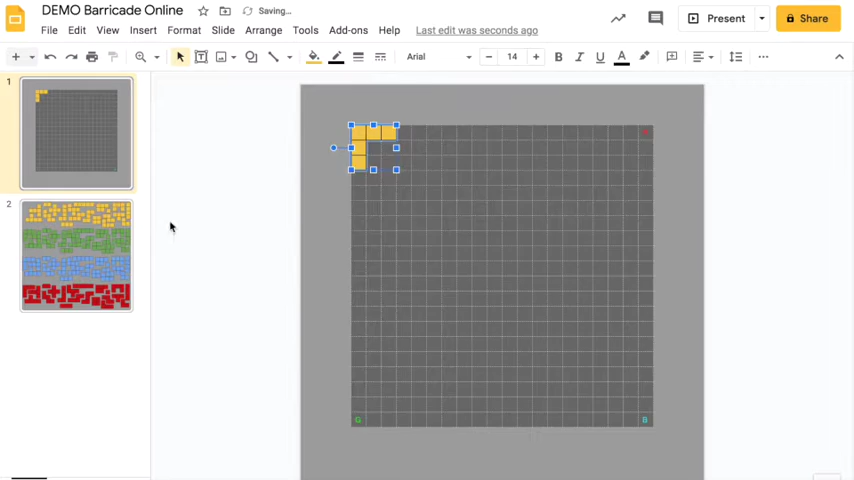 DEMO Barricade Online
Saving...
File Edit View Insert Format Slide Arrange Tools Add-ons Help Last edit was seconds ago
Present
Share
Arial
14
B I U A
1
2
G
B